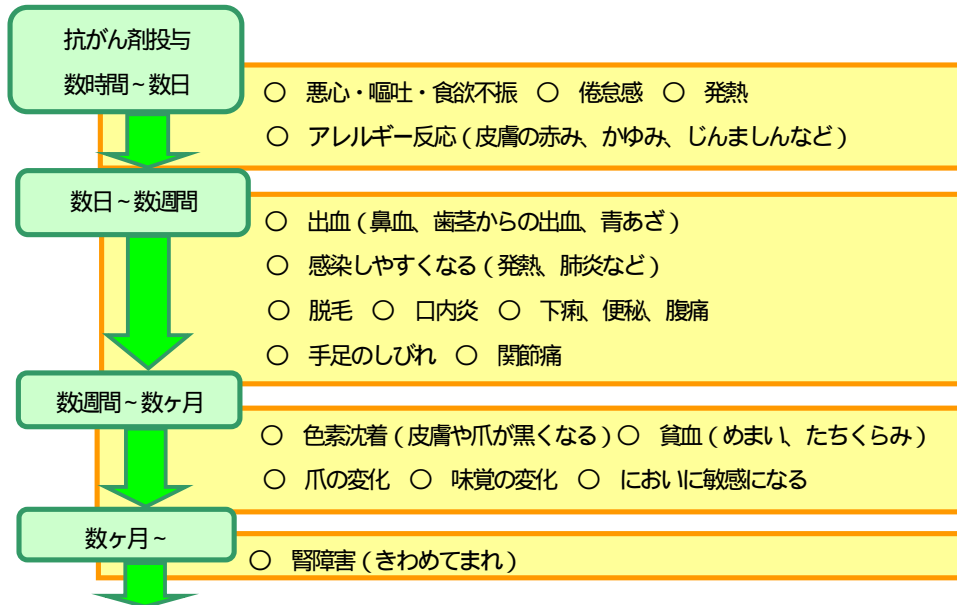 抗がん剤投与
数時間~数日
○ 悪心・嘔吐・食欲不振 ○ 倦怠感 ○ 発熱
○ アレルギー反応(皮膚の赤み、かゆみ、じんましんなど)
数日~数週間
○ 出血(鼻血、歯茎からの出血、青あざ)
○ 感染しやすくなる(発熱、肺炎など)
○ 脱毛 ○ 口内炎 ○ 下痢、便秘、腹痛
○ 手足のしびれ ○ 関節痛
数週間~数ヶ月
○ 色素沈着(皮膚や爪が黒くなる)○ 貧血(めまい、たちくらみ)
○ 爪の変化 ○ 味覚の変化 ○ においに敏感になる
数ヶ月~
○ 腎障害(きわめてまれ)